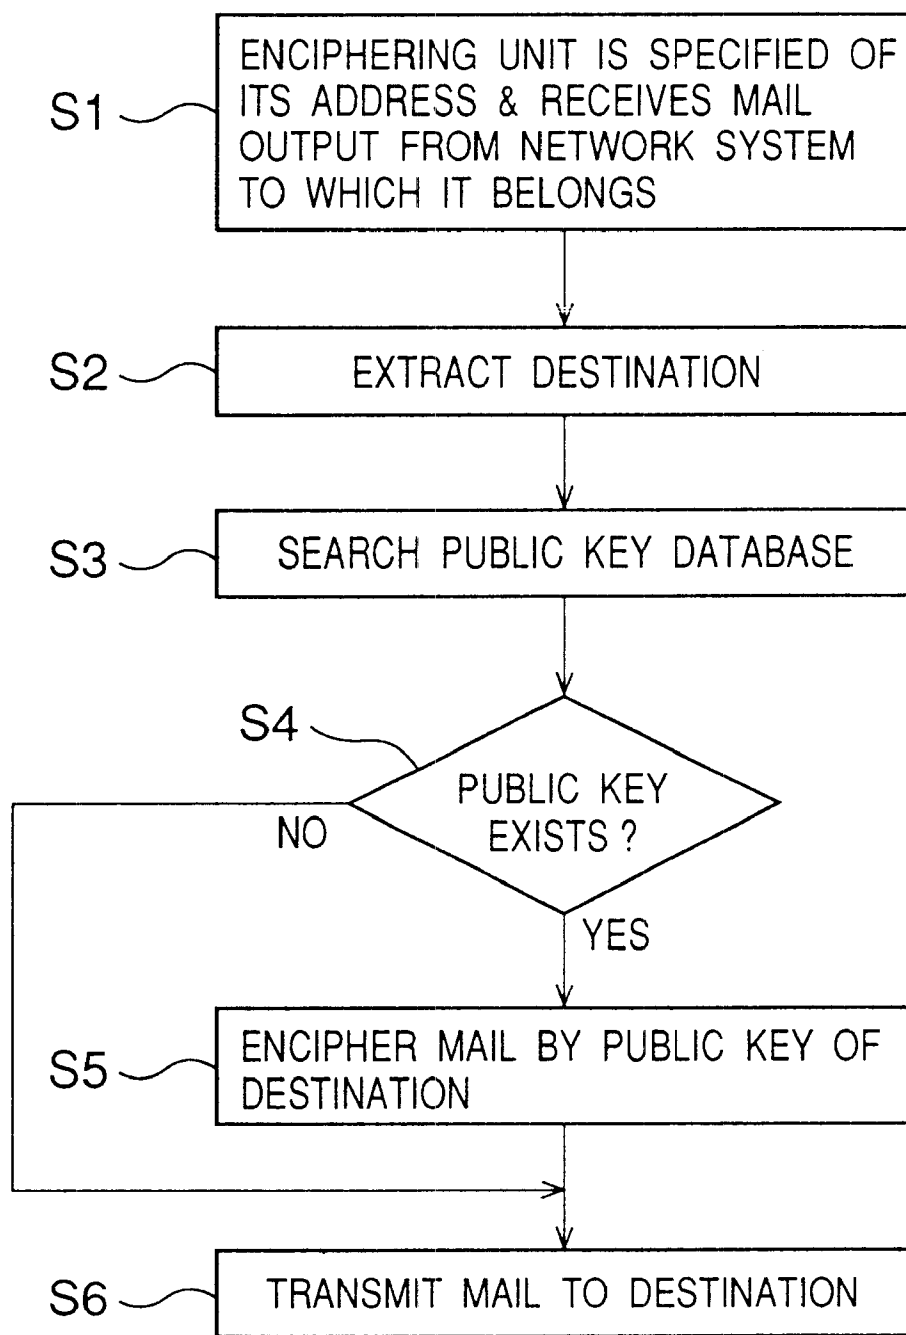 S1
ENCIPHERING UNIT IS SPECIFIED OF
ITS ADDRESS & RECEIVES MAIL
OUTPUT FROM NETWORK SYSTEM
TO WHICH IT BELONGS
S2
EXTRACT DESTINATION
S3
SEARCH PUBLIC KEY DATABASE
S4
PUBLIC KEY
EXISTS ?
NO
YES
S5
ENCIPHER MAIL BY PUBLIC KEY OF
DESTINATION
S6
TRANSMIT MAIL TO DESTINATION